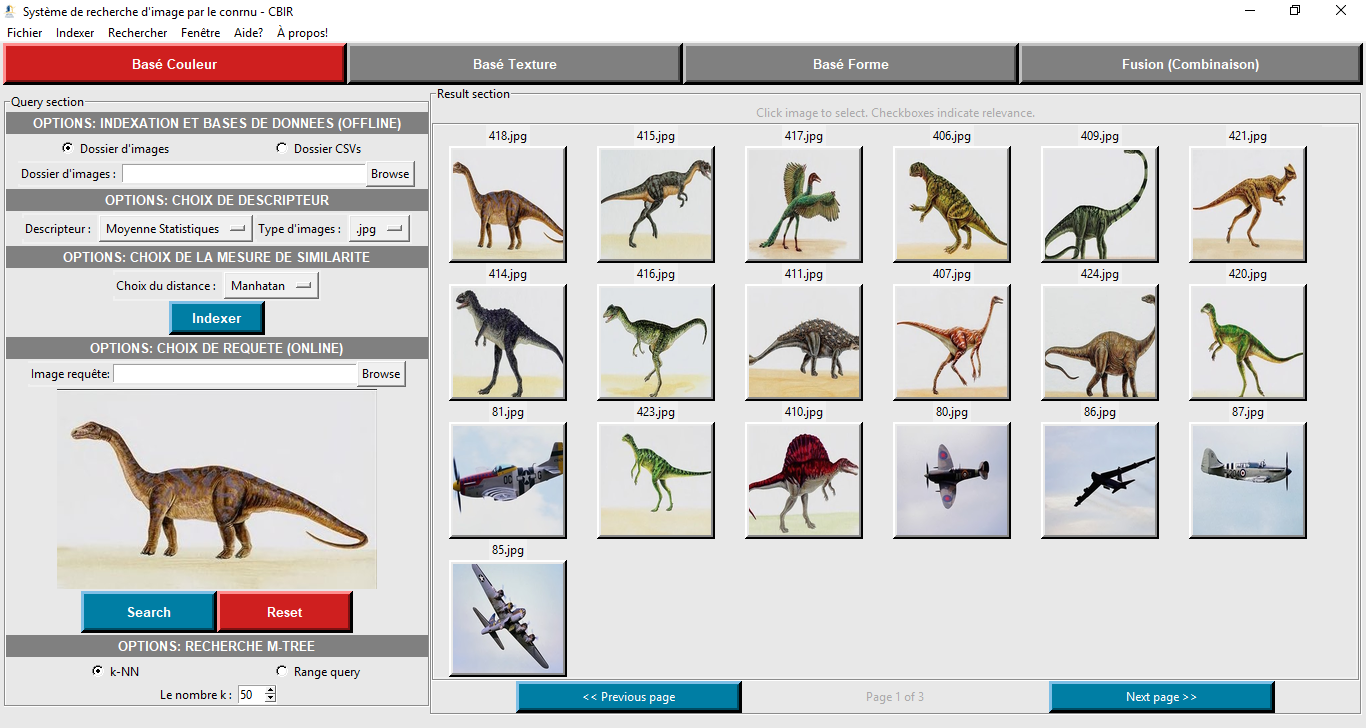 Système de recherche d'image par le conrnu - CBIR
Fichier Indexer Rechercher Fenêtre Aide? À propos!
Basé Couleur Basé Texture Basé Forme Fusion (Combinaison)
Query section
OPTIONS: INDEXATION ET BASES DE DONNEES (OFFLINE)
Dossier d'images Dossier CSVs
Dossier d'images : Browse
OPTIONS: CHOIX DE DESCRIPTEUR
Descripteur : Moyenne Statistiques Type d'images : .jpg
OPTIONS: CHOIX DE LA MESURE DE SIMILARITE
Choix du distance : Manhatan
Indexer
OPTIONS: CHOIX DE REQUETE (ONLINE)
Image requête: Browse
Search Reset
OPTIONS: RECHERCHE M-TREE
k-NN Range query
Le nombre k : 50
Result section
Click image to select. Checkboxes indicate relevance.
418.jpg 415.jpg 417.jpg 406.jpg 409.jpg 421.jpg
414.jpg 416.jpg 411.jpg 407.jpg 424.jpg 420.jpg
81.jpg 423.jpg 410.jpg 80.jpg 86.jpg 87.jpg
85.jpg
<< Previous page Page 1 of 3 Next page >>